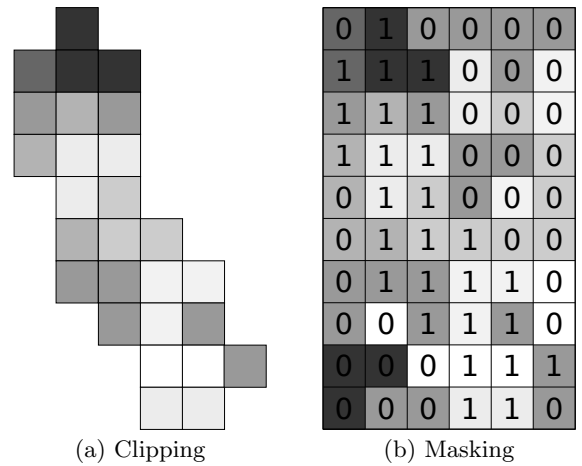 0 1 0 0 0 0
1 1 1 0 0 0
1 1 1 0 0 0
1 1 1 0 0 0
0 1 1 0 0 0
0 1 1 1 0 0
0 1 1 1 1 0
0 0 1 1 1 0
0 0 0 1 1 1
0 0 0 1 1 0
(a) Clipping
(b) Masking